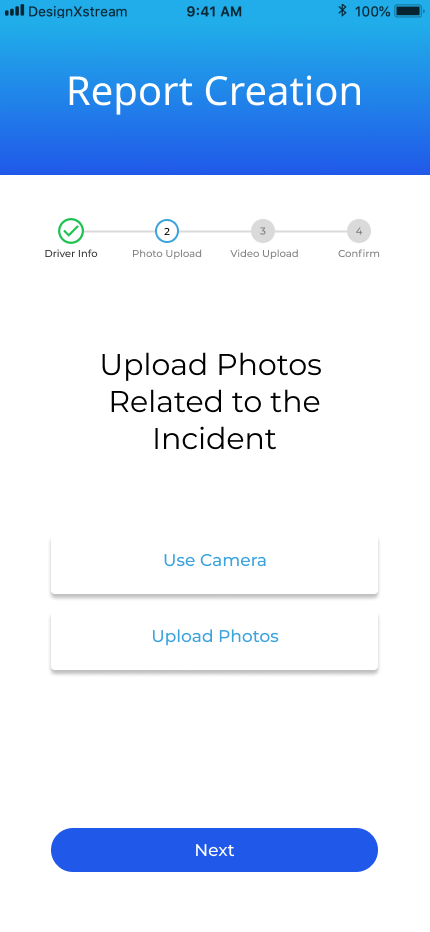 DesignXstream 9:41 AM 100%
Report Creation
2 3 4
Driver Info Photo Upload Video Upload Confirm
Upload Photos
Related to the
Incident
Use Camera
Upload Photos
Next